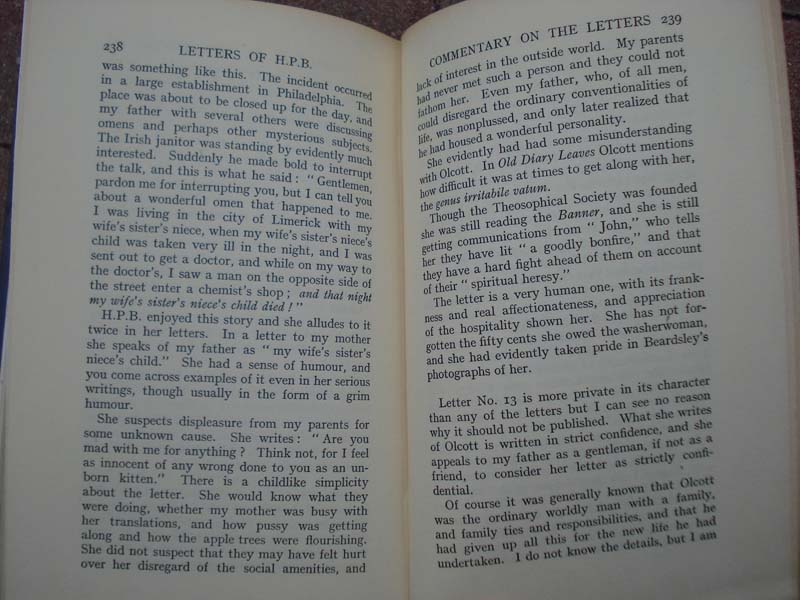 238 LETTERS OF H.P.B.
was something like this. The incident occurred
in a large establishment in Philadelphia. The
place was about to be closed up for the day, and
my father with several others were discussing
omens and perhaps other mysterious subjects.
The Irish janitor was standing by evidently much
interested. Suddenly he made bold to interrupt
the talk, and this is what he said: "Gentlemen,
pardon me for interrupting you, but I can tell you
about a wonderful omen that happened to me.
I was living in the city of Limerick with my
wife's sister's niece, when my wife's sister's niece's
child was taken very ill in the night, and I was
sent out to get a doctor, and while on my way to
the doctor's, I saw a man on the opposite side of
the street enter a chemist's shop; and that night
my wife's sister's niece's child died!"
H.P.B. enjoyed this story and she alludes to it
twice in her letters. In a letter to my mother
she speaks of my father as "my wife's sister's
niece's child." She had a sense of humour, and
you come across examples of it even in her serious
writings, though usually in the form of a grim
humour.
She suspects displeasure from my parents for
some unknown cause. She writes: "Are you
mad with me for anything? Think not, for I feel
as innocent of any wrong done to you as an un-
born kitten." There is a childlike simplicity
about the letter. She would know what they
were doing, whether my mother was busy with
her translations, and how pussy was getting
along and how the apple trees were flourishing.
She did not suspect that they may have felt hurt
over her disregard of the social amenities, and
COMMENTARY ON THE LETTERS 239
lack of interest in the outside world. My parents
had never met such a person and they could not
fathom her. Even my father, who, of all men,
could disregard the ordinary conventionalities of
life, was nonplussed, and only later realized that
he had housed a wonderful personality.
She evidently had had some misunderstanding
with Olcott. In Old Diary Leaves Olcott mentions
how difficult it was at times to get along with her,
the genus irritabile vatum.
Though the Theosophical Society was founded
she was still reading the Banner, and she is still
getting communications from "John," who tells
her they have lit "a goodly bonfire," and that
they have a hard fight ahead of them on account
of their "spiritual heresy."
The letter is a very human one, with its frank-
ness and real affectionateness, and appreciation
of the hospitality shown her. She has not for-
gotten the fifty cents she owed the washerwoman,
and she had evidently taken pride in Beardsley's
photographs of her.
Letter No. 13 is more private in its character
than any of the letters but I can see no reason
why it should not be published. What she writes
of Olcott is written in strict confidence, and she
appeals to my father as a gentleman, if not as a
friend, to consider her letter as strictly confi-
dential.
Of course it was generally known that Olcott
was the ordinary worldly man with a family,
and family ties and responsibilities, and that he
had given up all this for the new life he had
undertaken. I do not know the details, but I am